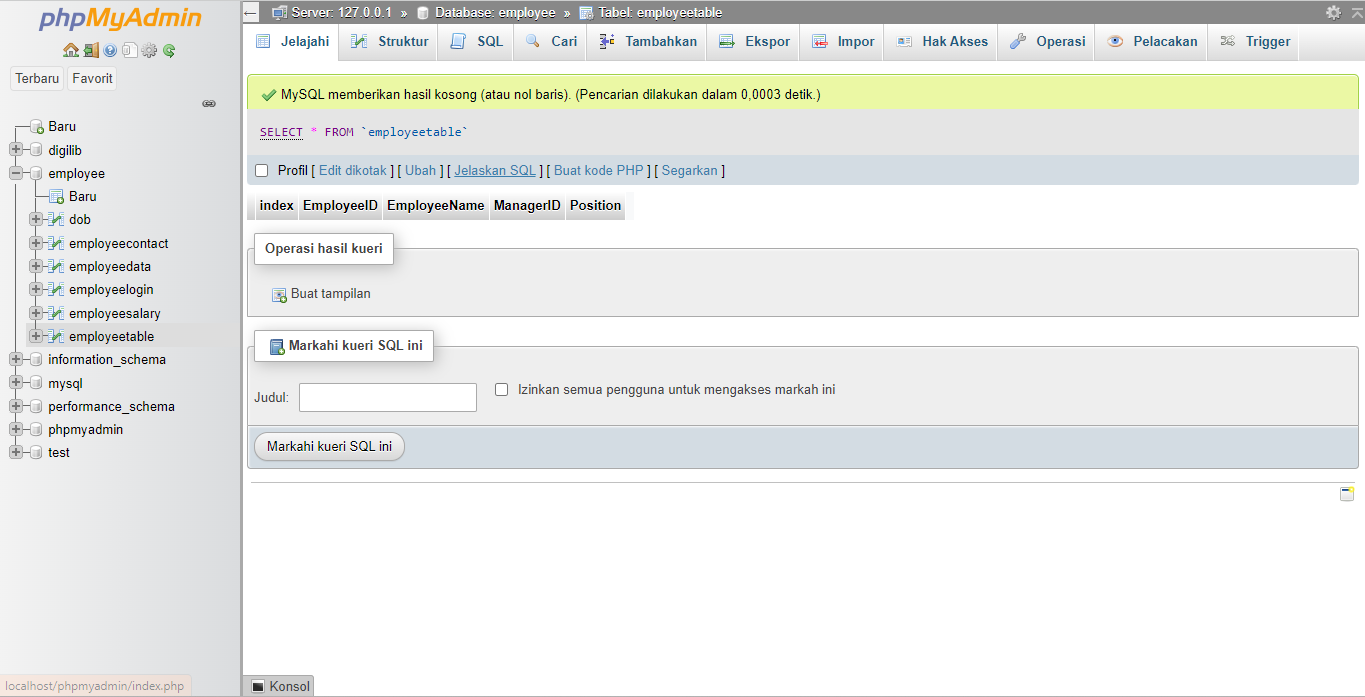 phpMyAdmin
Terbaru Favorit
Baru
digilib
employee
Baru
dob
employeecontact
employeedata
employeelogin
employeesalary
employeetable
information_schema
mysql
performance_schema
phpmyadmin
test
localhost/phpmyadmin/index.php
← Server: 127.0.0.1 » Database: employee » Tabel: employeetable
Jelajahi Struktur SQL Cari Tambahkan Ekspor Impor Hak Akses Operasi Pelacakan Trigger
MySQL memberikan hasil kosong (atau nol baris). (Pencarian dilakukan dalam 0,0003 detik.)
SELECT * FROM `employeetable`
Profil [ Edit dikotak ] [ Ubah ] [ Jelaskan SQL ] [ Buat kode PHP ] [ Segarkan ]
index EmployeeID EmployeeName ManagerID Position
Operasi hasil kueri
Buat tampilan
Markahi kueri SQL ini
Judul:
Izinkan semua pengguna untuk mengakses markah ini
Markahi kueri SQL ini
Konsol